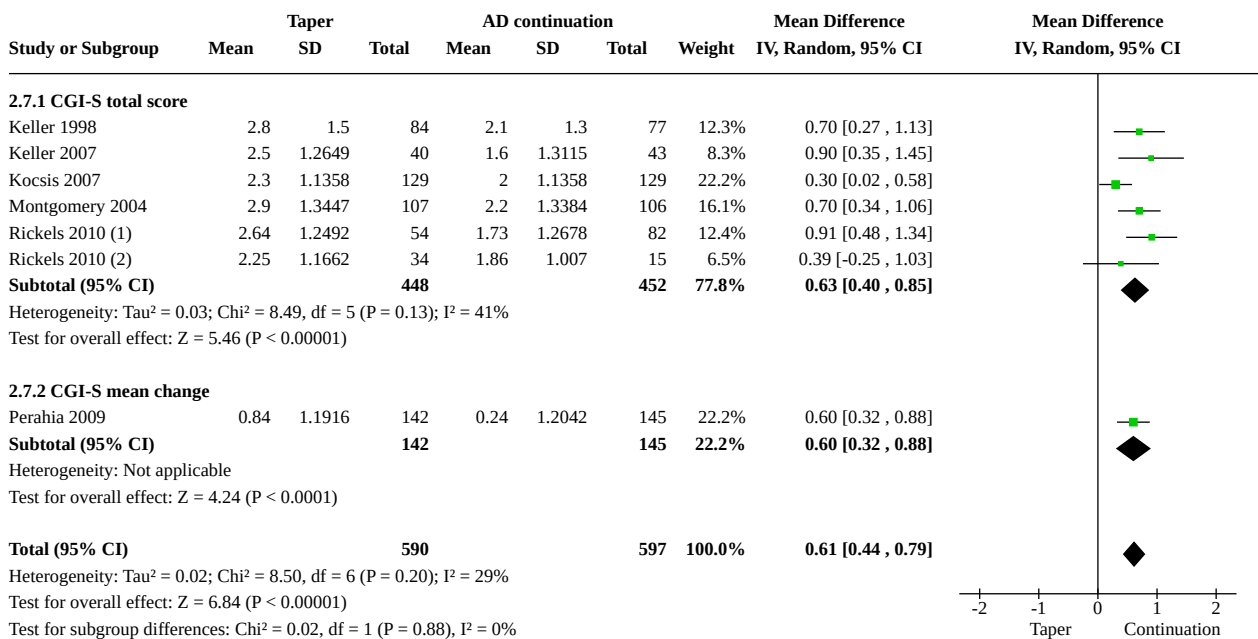 Taper AD continuation Mean Difference Mean Difference
Study or Subgroup Mean SD Total Mean SD Total Weight IV, Random, 95% CI IV, Random, 95% CI
2.7.1 CGI-S total score
Keller 1998 2.8 1.5 84 2.1 1.3 77 12.3% 0.70 [0.27 , 1.13]
Keller 2007 2.5 1.2649 40 1.6 1.3115 43 8.3% 0.90 [0.35 , 1.45]
Kocsis 2007 2.3 1.1358 129 2 1.1358 129 22.2% 0.30 [0.02 , 0.58]
Montgomery 2004 2.9 1.3447 107 2.2 1.3384 106 16.1% 0.70 [0.34 , 1.06]
Rickels 2010 (1) 2.64 1.2492 54 1.73 1.2678 82 12.4% 0.91 [0.48 , 1.34]
Rickels 2010 (2) 2.25 1.1662 34 1.86 1.007 15 6.5% 0.39 [-0.25 , 1.03]
Subtotal (95% CI) 448 452 77.8% 0.63 [0.40 , 0.85]
Heterogeneity: Tau² = 0.03; Chi² = 8.49, df = 5 (P = 0.13); I² = 41%
Test for overall effect: Z = 5.46 (P < 0.00001)
2.7.2 CGI-S mean change
Perahia 2009 0.84 1.1916 142 0.24 1.2042 145 22.2% 0.60 [0.32 , 0.88]
Subtotal (95% CI) 142 145 22.2% 0.60 [0.32 , 0.88]
Heterogeneity: Not applicable
Test for overall effect: Z = 4.24 (P < 0.0001)
Total (95% CI) 590 597 100.0% 0.61 [0.44 , 0.79]
Heterogeneity: Tau² = 0.02; Chi² = 8.50, df = 6 (P = 0.20); I² = 29%
Test for overall effect: Z = 6.84 (P < 0.00001)
Test for subgroup differences: Chi² = 0.02, df = 1 (P = 0.88), I² = 0%
-2 -1 0 1 2
Taper Continuation